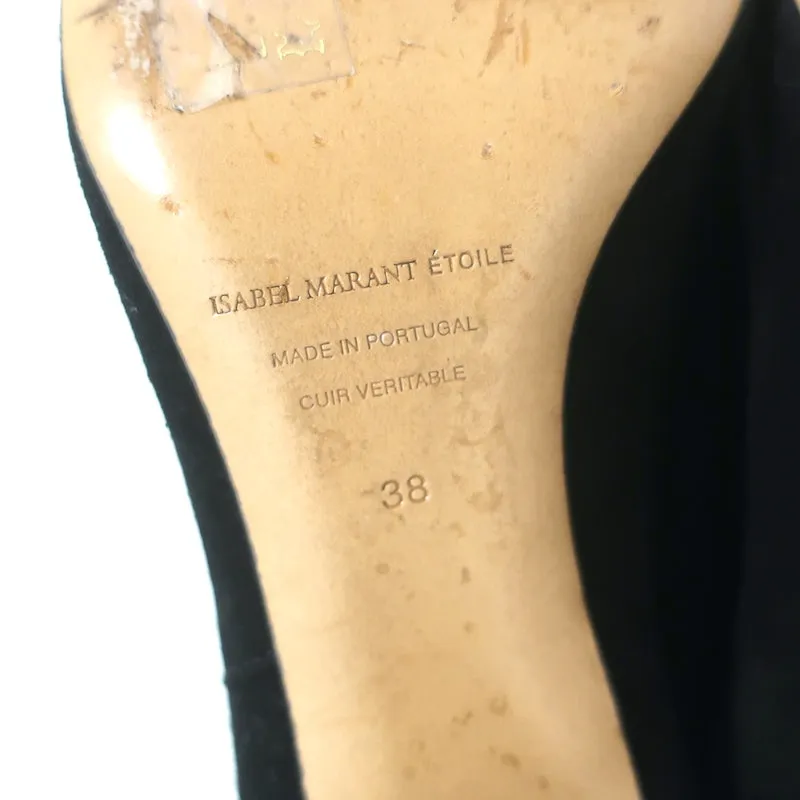 ISABEL MARANT ÉTOILE
MADE IN PORTUGAL
CUIR VERITABLE
38